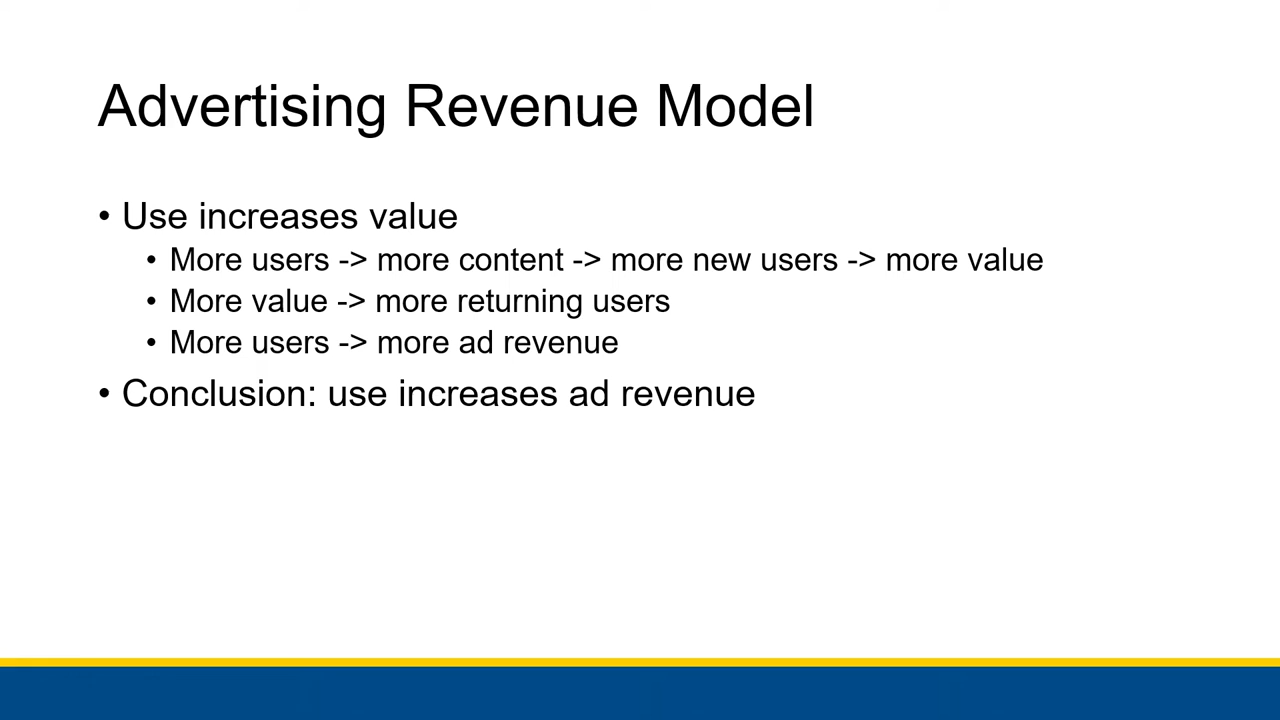 Advertising Revenue Model
• Use increases value
• More users -> more content -> more new users -> more value
• More value -> more returning users
• More users -> more ad revenue
• Conclusion: use increases ad revenue